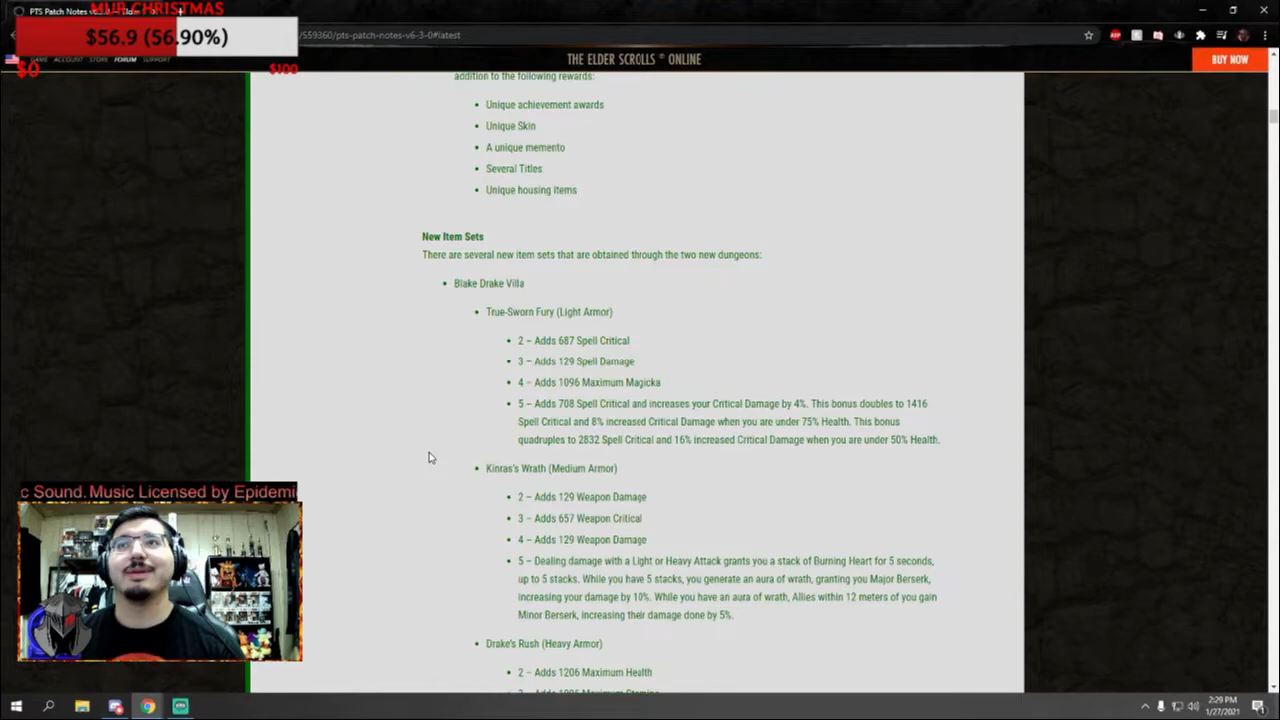 PTS Patch Notes v
MUB CHRISTMAS
$56.9 (56.90%)
$0
$100
/559360/pts-patch-notes-v6-3-0#latest
GAME ACCOUNT STORE FORUM SUPPORT
THE ELDER SCROLLS ® ONLINE
BUY NOW
addition to the following rewards:
• Unique achievement awards
• Unique Skin
• A unique memento
• Several Titles
• Unique housing items
New Item Sets
There are several new item sets that are obtained through the two new dungeons:
• Blake Drake Villa
• True-Sworn Fury (Light Armor)
• 2 – Adds 687 Spell Critical
• 3 – Adds 129 Spell Damage
• 4 – Adds 1096 Maximum Magicka
• 5 – Adds 708 Spell Critical and increases your Critical Damage by 4%. This bonus doubles to 1416
Spell Critical and 8% increased Critical Damage when you are under 75% Health. This bonus
quadruples to 2832 Spell Critical and 16% increased Critical Damage when you are under 50% Health.
• Kinras's Wrath (Medium Armor)
• 2 – Adds 129 Weapon Damage
• 3 – Adds 657 Weapon Critical
• 4 – Adds 129 Weapon Damage
• 5 – Dealing damage with a Light or Heavy Attack grants you a stack of Burning Heart for 5 seconds,
up to 5 stacks. While you have 5 stacks, you generate an aura of wrath, granting you Major Berserk,
increasing your damage by 10%. While you have an aura of wrath, Allies within 12 meters of you gain
Minor Berserk, increasing their damage done by 5%.
• Drake's Rush (Heavy Armor)
• 2 – Adds 1206 Maximum Health
c Sound. Music Licensed by Epidemi
2:29 PM
1/27/2021